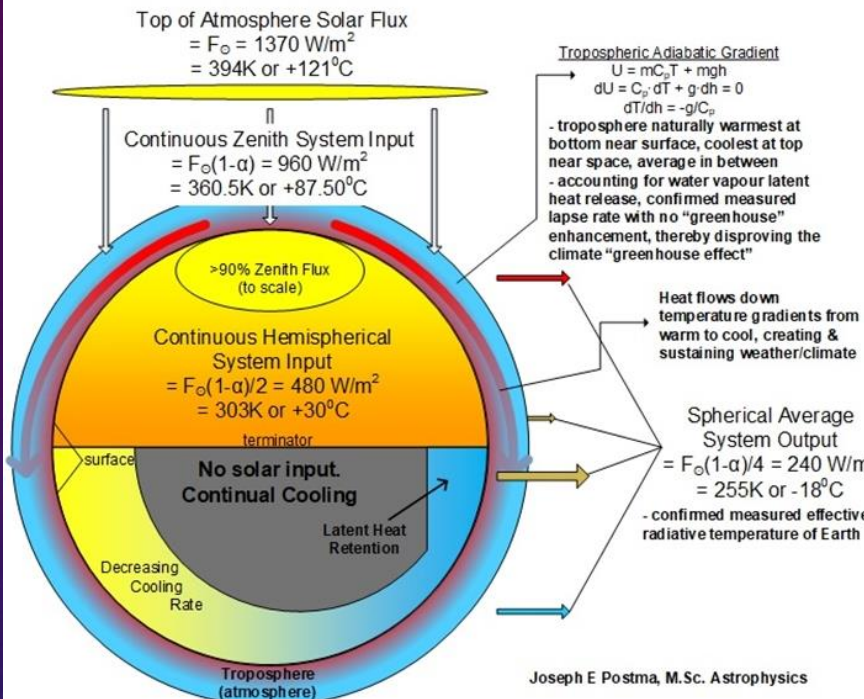 Top of Atmosphere Solar Flux
= F⊙ = 1370 W/m²
= 394K or +121⁰C
Continuous Zenith System Input
= F⊙(1-α) = 960 W/m²
= 360.5K or +87.50⁰C
>90% Zenith Flux
(to scale)
Continuous Hemispherical
System Input
= F⊙(1-α)/2 = 480 W/m²
= 303K or +30⁰C
terminator
surface
No solar input.
Continual Cooling
Latent Heat
Retention
Decreasing
Cooling
Rate
Troposphere
(atmosphere)
Tropospheric Adiabatic Gradient
U = mCₚT + mgh
dU = Cₚ·dT + g·dh = 0
dT/dh = -g/Cₚ
- troposphere naturally warmest at
bottom near surface, coolest at top
near space, average in between
- accounting for water vapour latent
heat release, confirmed measured
lapse rate with no “greenhouse”
enhancement, thereby disproving the
climate “greenhouse effect”
Heat flows down
temperature gradients from
warm to cool, creating &
sustaining weather/climate
Spherical Average
System Output
= F⊙(1-α)/4 = 240 W/m
= 255K or -18⁰C
- confirmed measured effective
radiative temperature of Earth
Joseph E Postma, M.Sc. Astrophysics